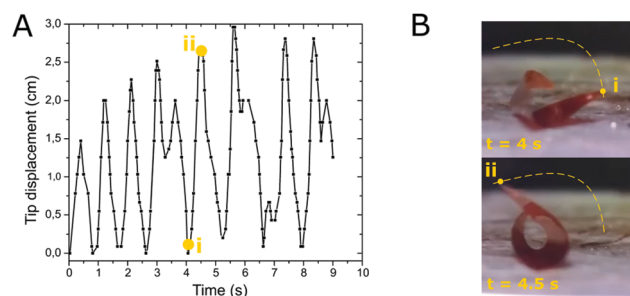 A
B
Tip displacement (cm)
3,0
2,5
2,0
1,5
1,0
0,5
0,0
0 1 2 3 4 5 6 7 8 9 10
Time (s)
ii
i
i
t = 4 s
ii
t = 4.5 s